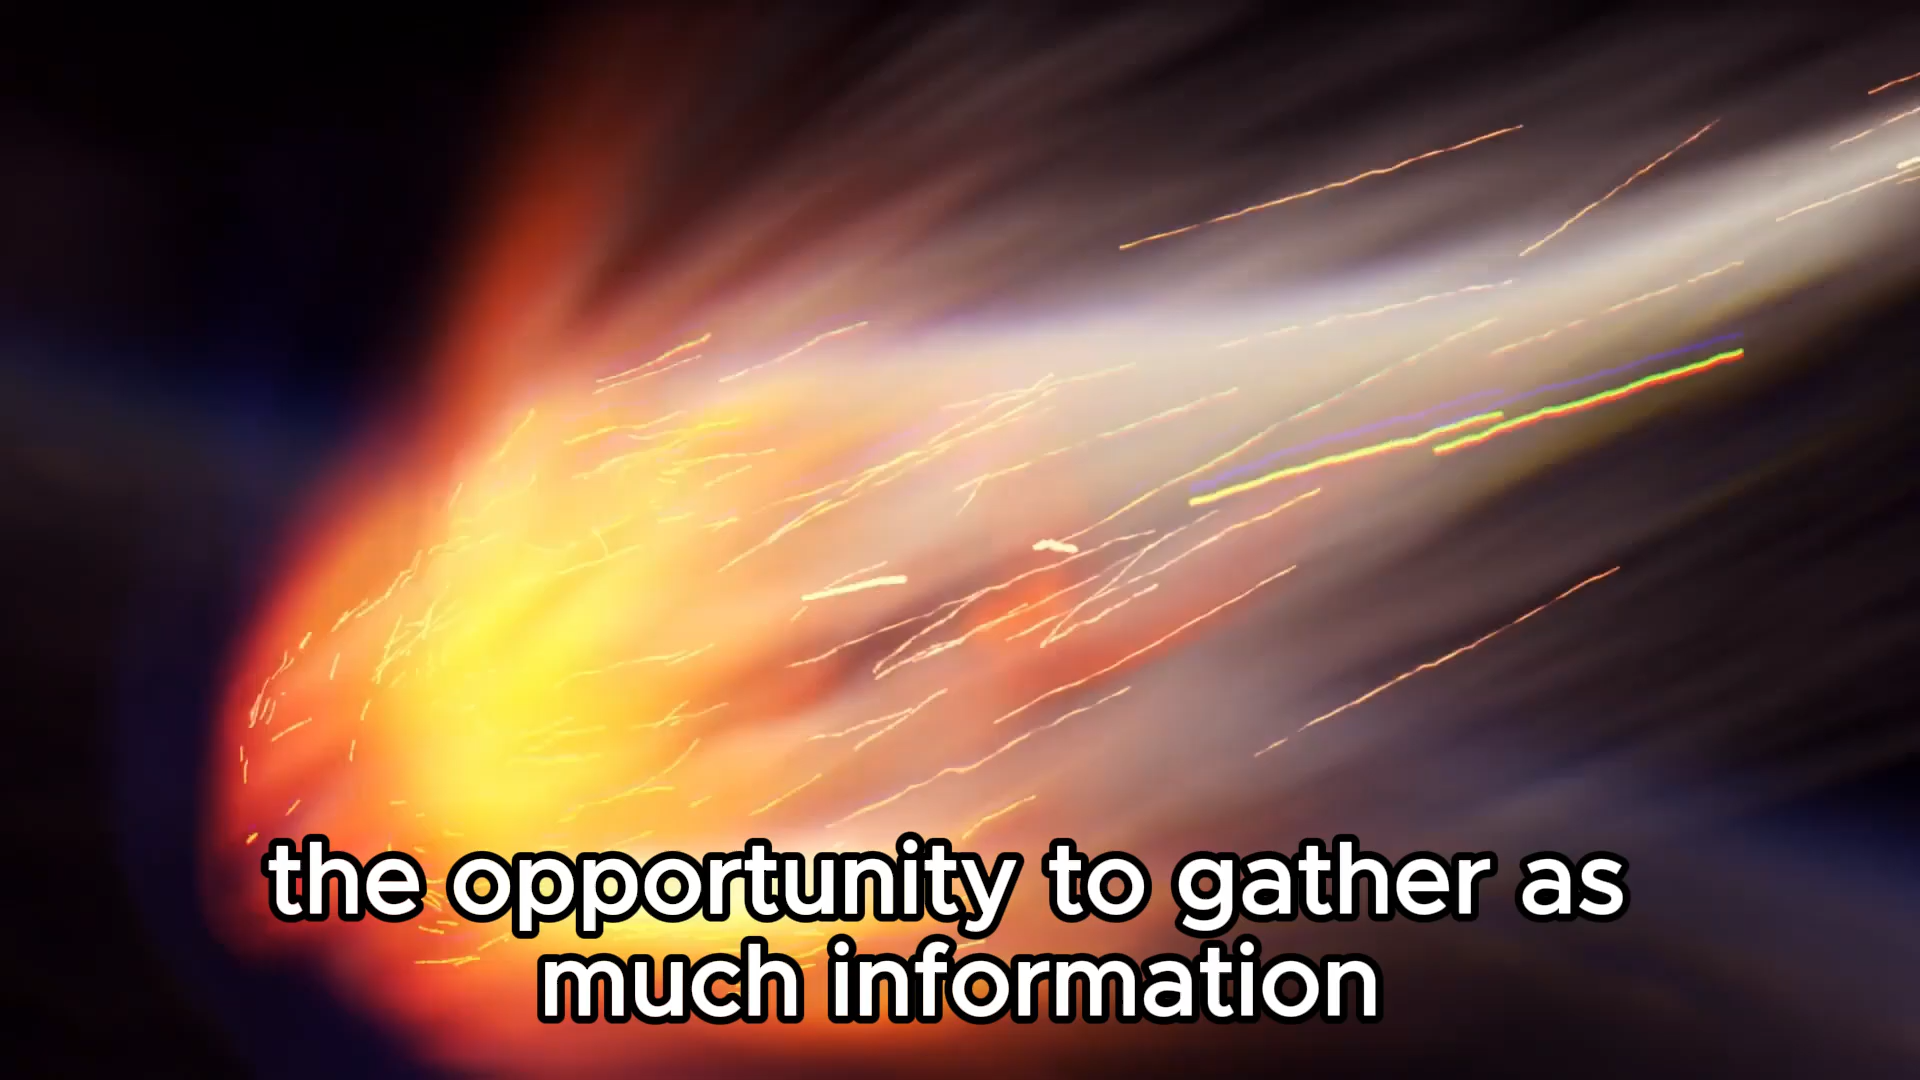 the opportunity to gather as
much information